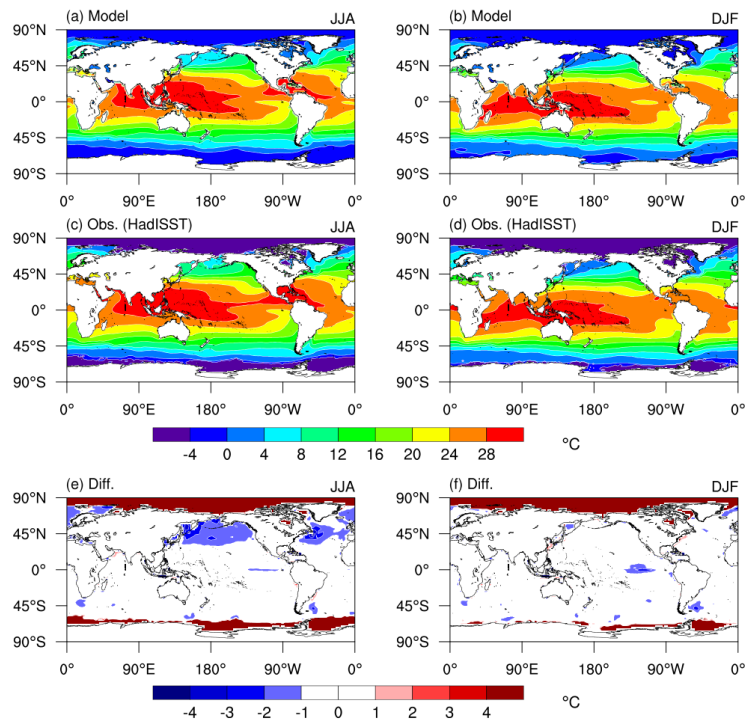 (a) Model JJA
(b) Model DJF
90°N 90°N
45°N 45°N
0° 0°
45°S 45°S
90°S 90°S
0° 90°E 180° 90°W 0° 0° 90°E 180° 90°W 0°
(c) Obs. (HadISST) JJA
(d) Obs. (HadISST) DJF
90°N 90°N
45°N 45°N
0° 0°
45°S 45°S
90°S 90°S
0° 90°E 180° 90°W 0° 0° 90°E 180° 90°W 0°
-4 0 4 8 12 16 20 24 28 °C
(e) Diff. JJA
(f) Diff. DJF
90°N 90°N
45°N 45°N
0° 0°
45°S 45°S
90°S 90°S
0° 90°E 180° 90°W 0° 0° 90°E 180° 90°W 0°
-4 -3 -2 -1 0 1 2 3 4 °C